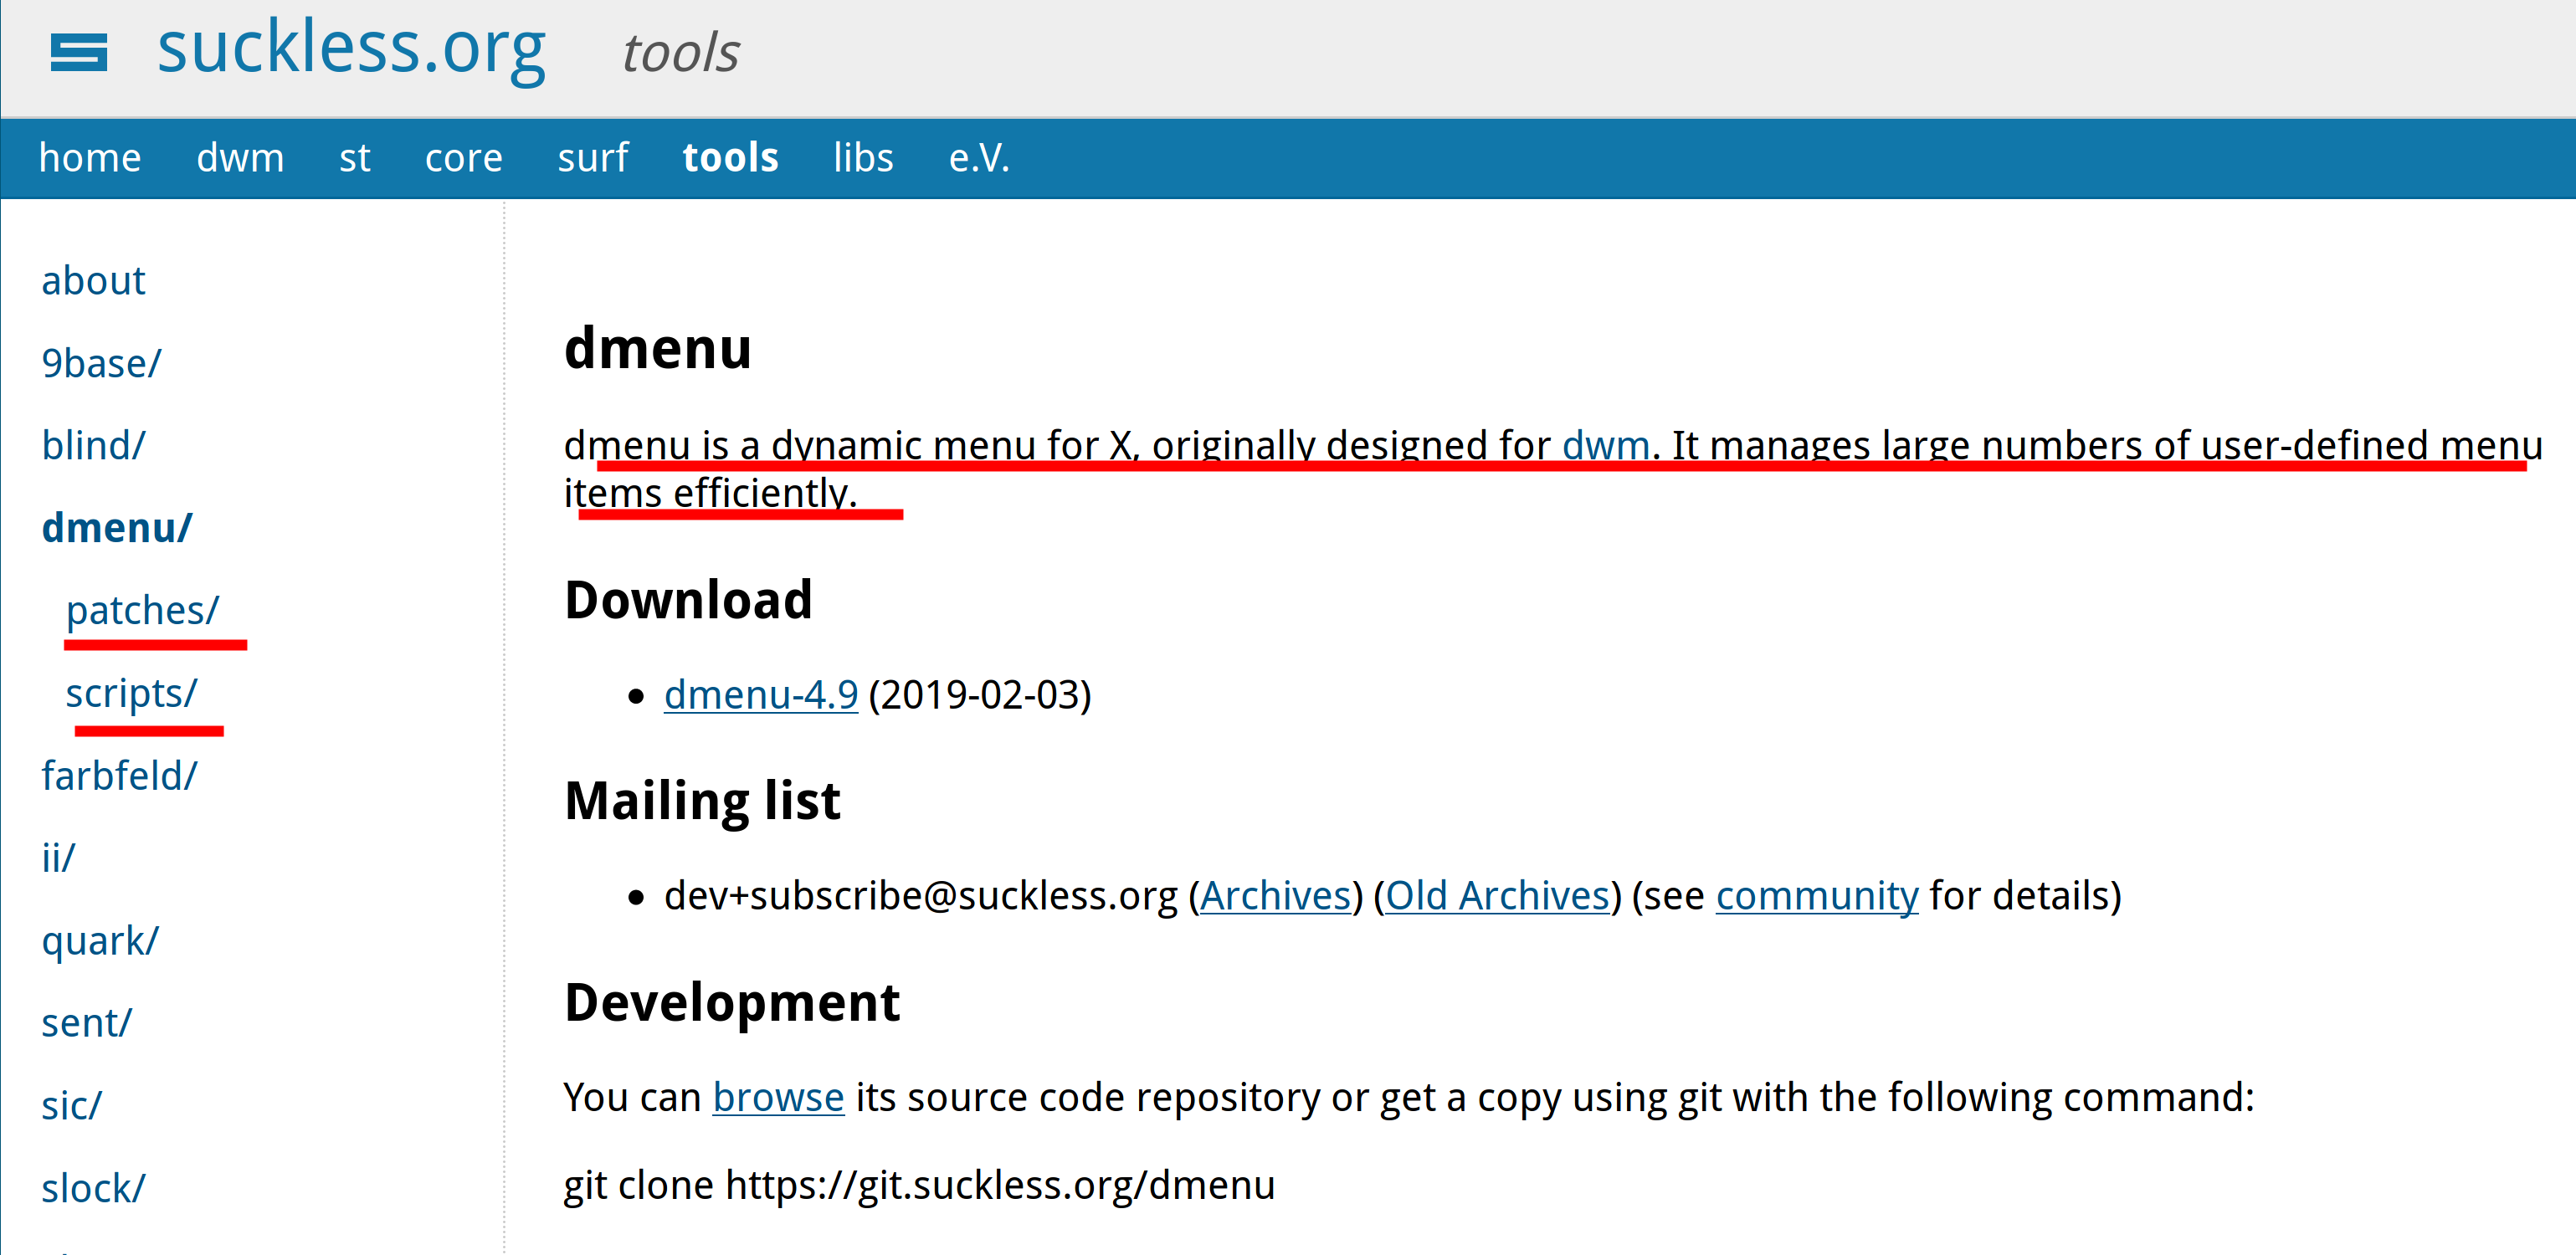 suckless.org tools
home dwm st core surf tools libs e.V.
about
9base/
blind/
dmenu/
patches/
scripts/
farbfeld/
ii/
quark/
sent/
sic/
slock/
dmenu
dmenu is a dynamic menu for X, originally designed for dwm. It manages large numbers of user-defined menu
items efficiently.
Download
• dmenu-4.9 (2019-02-03)
Mailing list
• dev+subscribe@suckless.org (Archives) (Old Archives) (see community for details)
Development
You can browse its source code repository or get a copy using git with the following command:
git clone https://git.suckless.org/dmenu